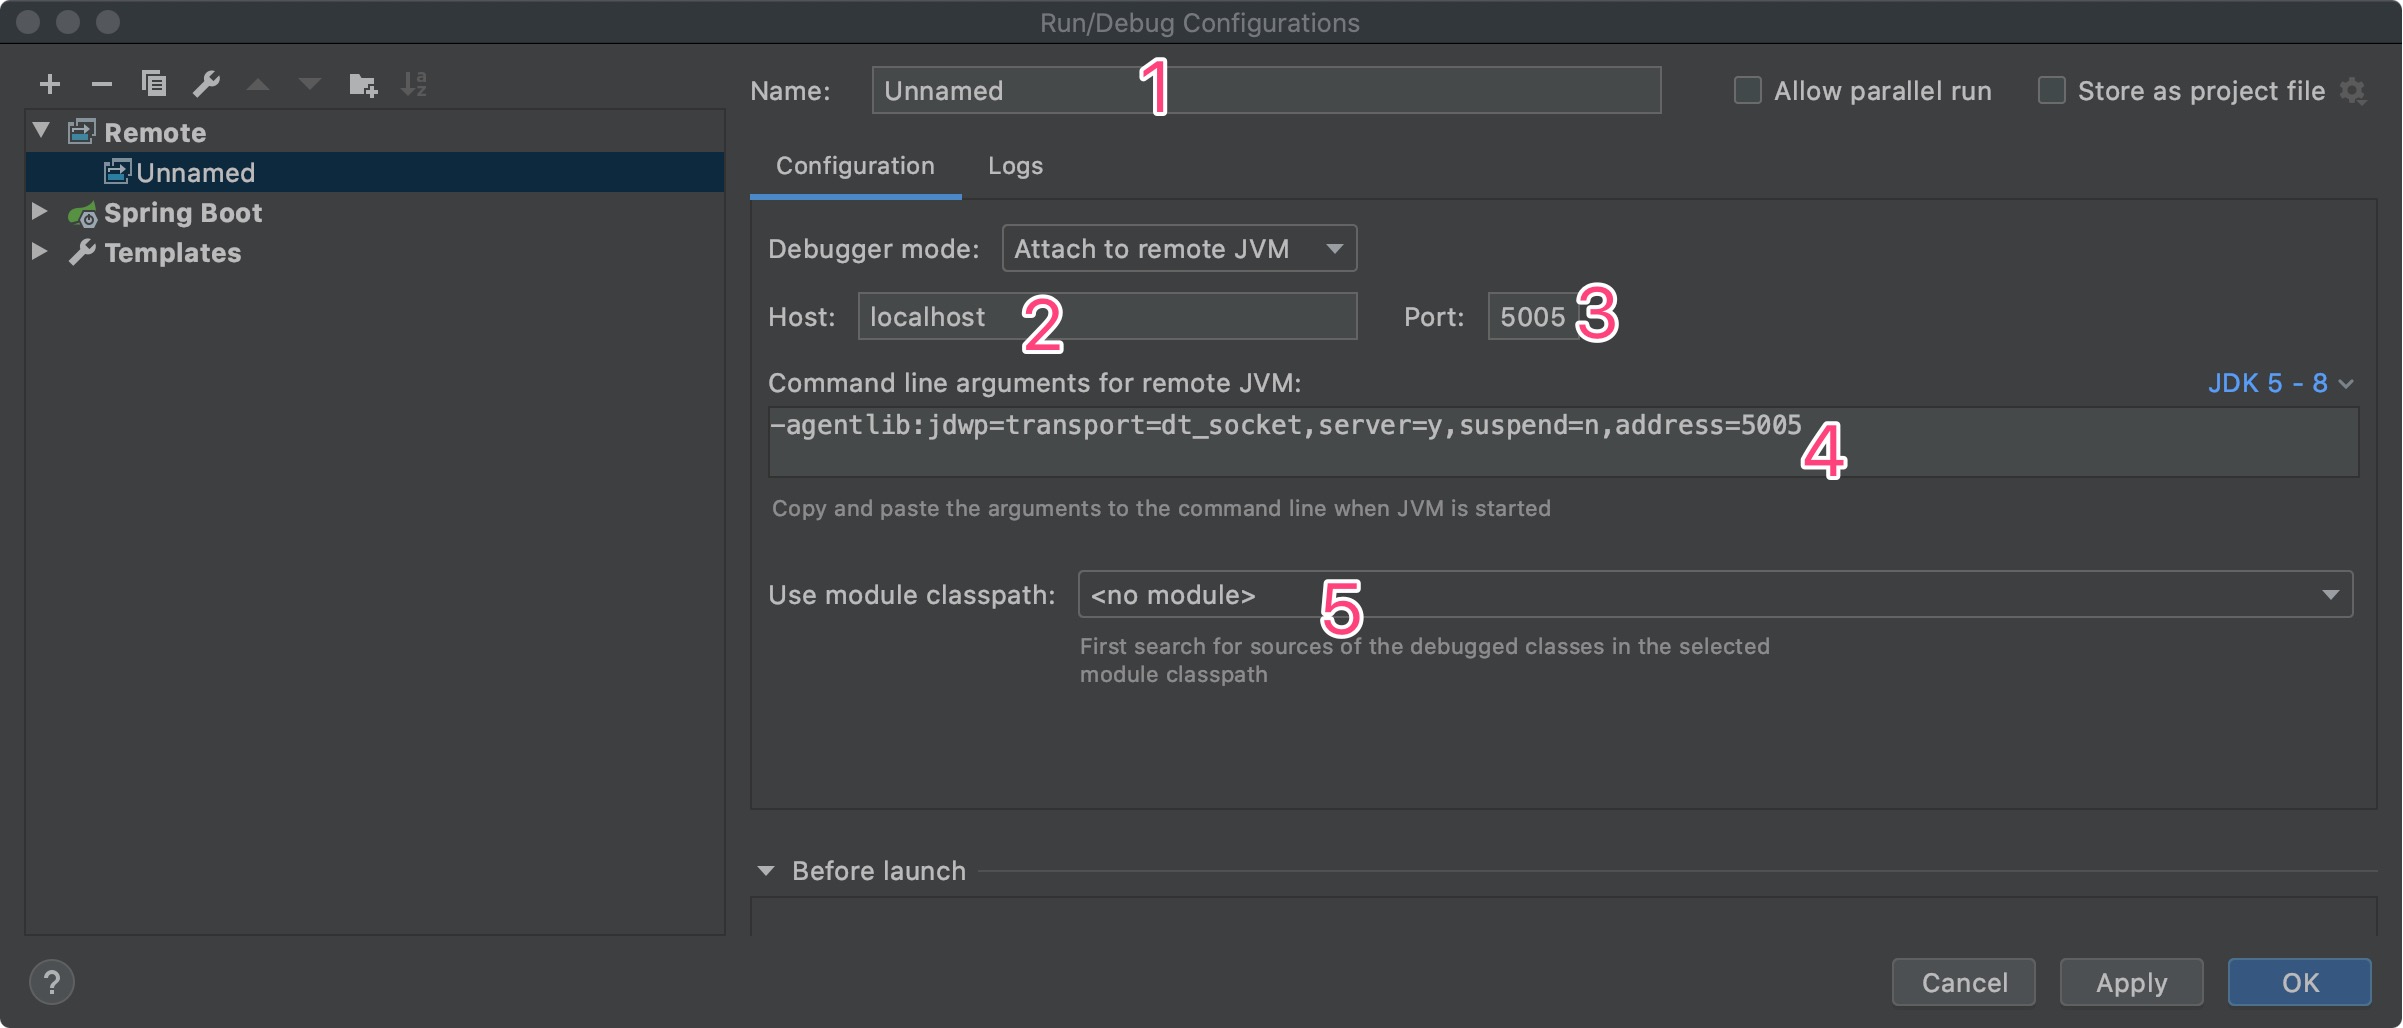 Run/Debug Configurations
Name: Unnamed 1
Allow parallel run
Store as project file
Remote
Unnamed
Spring Boot
Templates
Configuration Logs
Debugger mode: Attach to remote JVM
Host: localhost 2 Port: 5005 3
Command line arguments for remote JVM: JDK 5 - 8
-agentlib:jdwp=transport=dt_socket,server=y,suspend=n,address=5005 4
Copy and paste the arguments to the command line when JVM is started
Use module classpath: <no module> 5
First search for sources of the debugged classes in the selected
module classpath
Before launch
? Cancel Apply OK